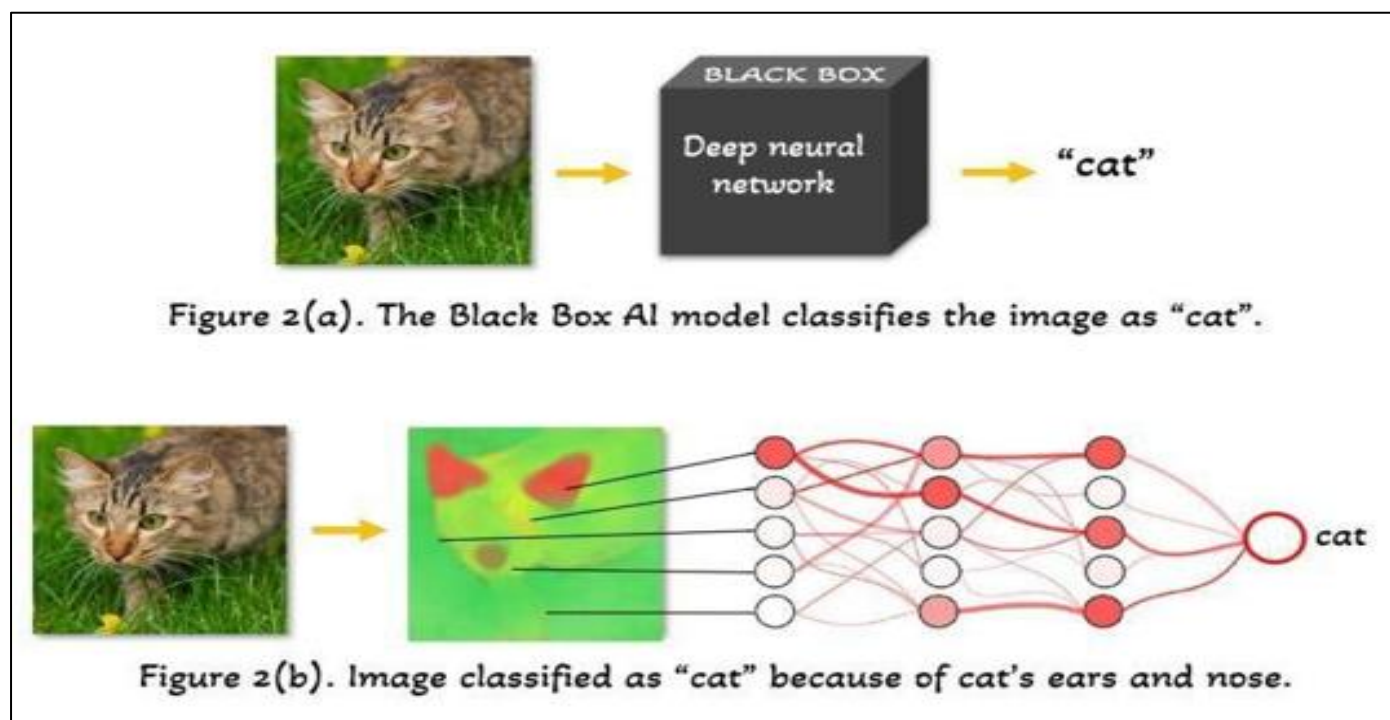 BLACK BOX
Deep neural
network
“cat”
Figure 2(a). The Black Box AI model classifies the image as “cat”.
cat
Figure 2(b). Image classified as “cat” because of cat's ears and nose.